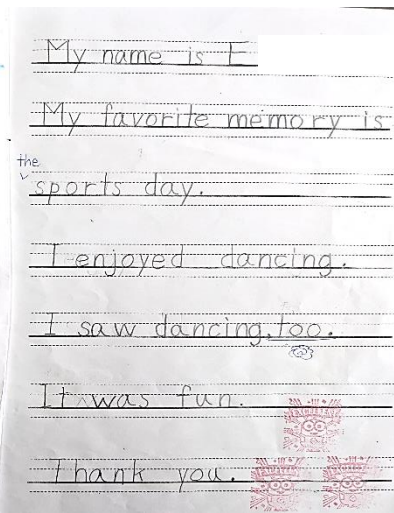 My name is E
My favorite memory is
the
sports day.
I enjoyed dancing.
I saw dancing, too.
It was fun.
Thank you.